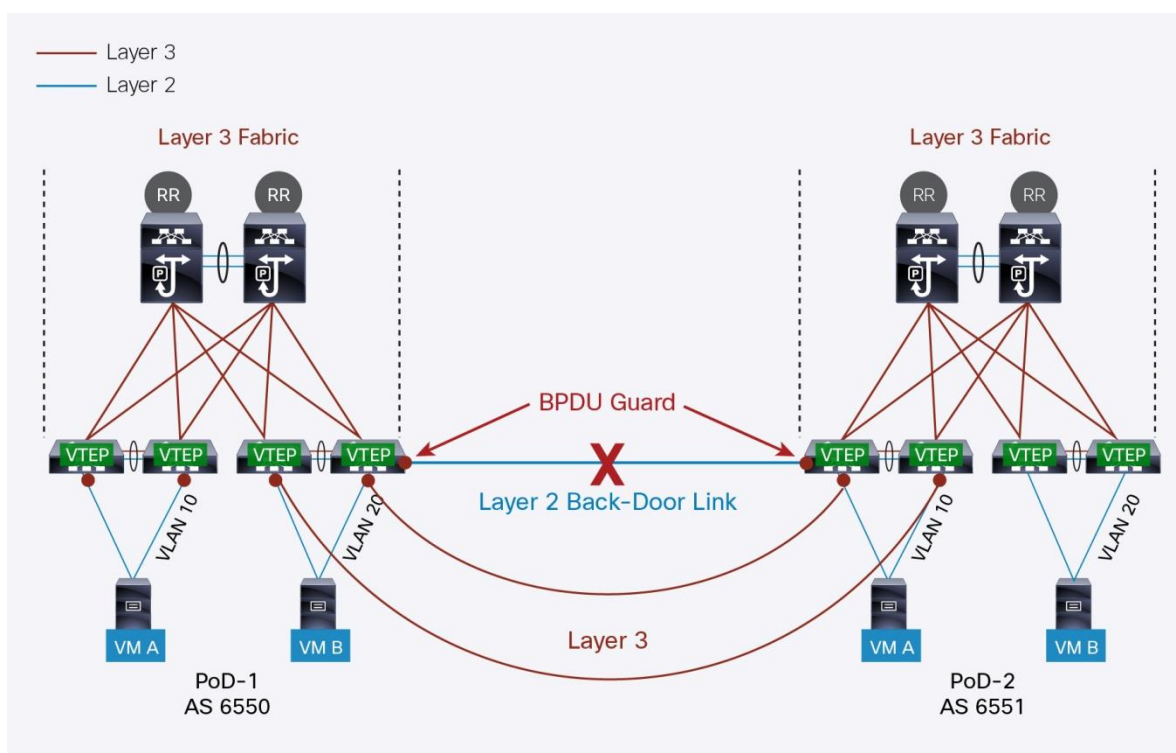 Layer 3
Layer 2
Layer 3 Fabric
Layer 3 Fabric
RR
RR
RR
RR
P
P
P
P
BPDU Guard
VTEP
VTEP
VTEP
VTEP
VTEP
VTEP
VTEP
VTEP
X
Layer 2 Back-Door Link
VLAN 10
VLAN 20
VLAN 10
VLAN 20
Layer 3
VM A
VM B
VM A
VM B
PoD-1
AS 6550
PoD-2
AS 6551